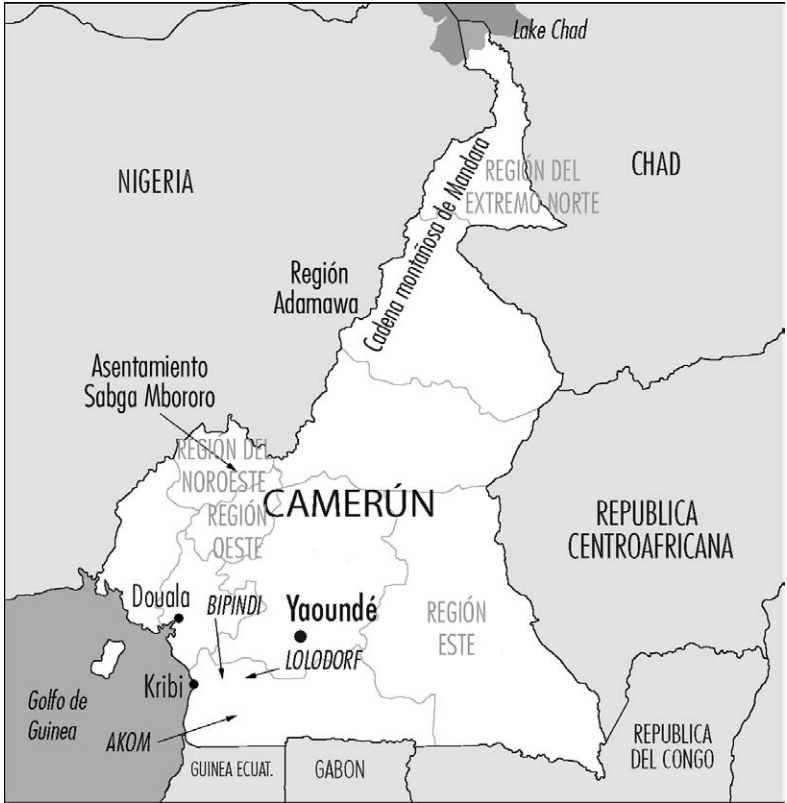 Lake Chad
NIGERIA
CHAD
Cadena montañosa de Mandara
REGIÓN DEL
EXTREMO NORTE
Región
Adamawa
Asentamiento
Sabga Mbororo
REGIÓN DEL
NOROESTE
CAMERÚN
REGIÓN
OESTE
REPUBLICA
CENTROAFRICANA
Douala
BIPINDI
Yaoundé
REGIÓN
ESTE
LOLODORF
Kribi
Golfo de
Guinea
AKOM
REPUBLICA
DEL CONGO
GUINEA ECUAT.
GABON